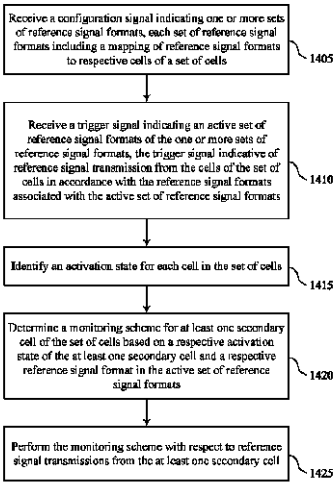 Receive a configuration signal indicating one or more sets
of reference signal formats, each set of reference signal
formats including a mapping of reference signal formats
to respective cells of a set of cells
1405
Receive a trigger signal indicating an active set of
reference signal formats of the one or more sets of
reference signal formats, the trigger signal indicative of
reference signal transmission from the cells of the set of
cells in accordance with the reference signal formats
associated with the active set of reference signal formats
1410
Identify an activation state for each cell in the set of cells
1415
Determine a monitoring scheme for at least one secondary
cell of the set of cells based on a respective activation
state of the at least one secondary cell and a respective
reference signal format in the active set of reference
signal formats
1420
Perform the monitoring scheme with respect to reference
signal transmissions from the at least one secondary cell
1425